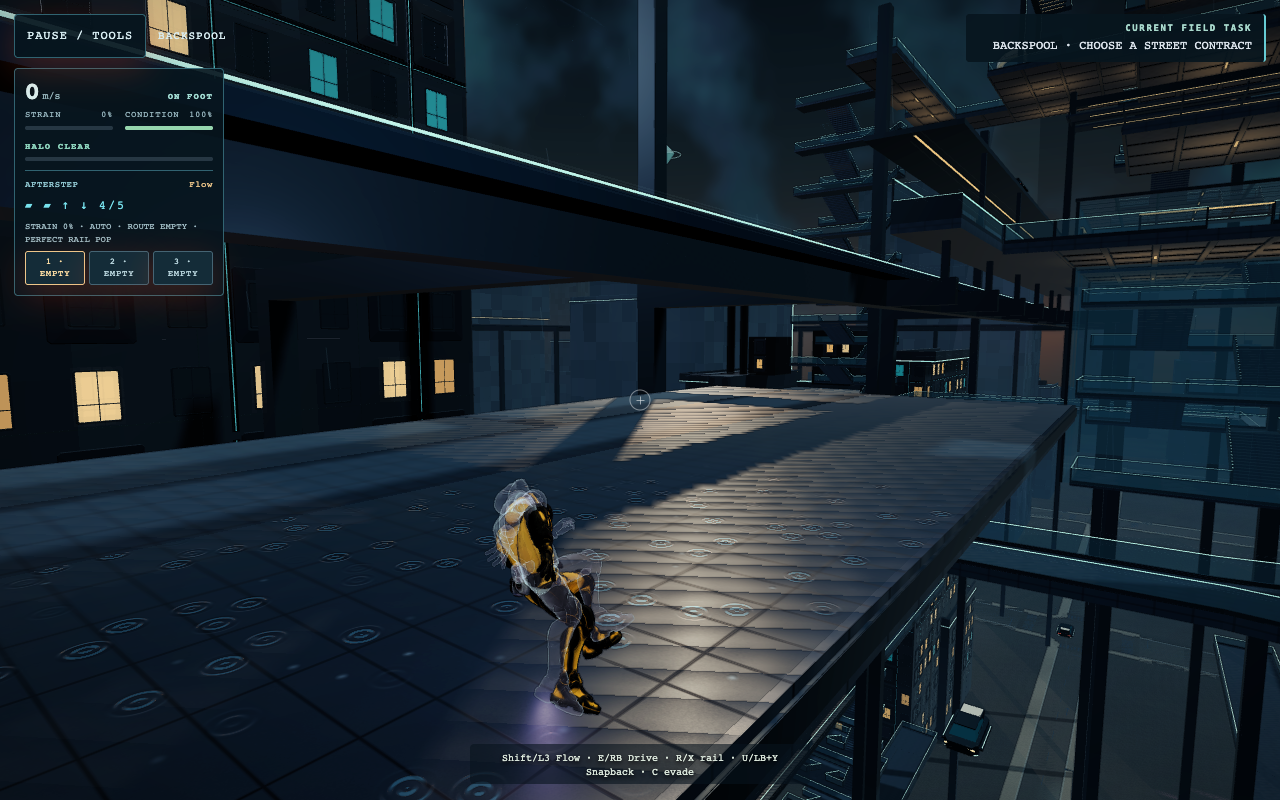 PAUSE / TOOLS
BACKSPOOL
CURRENT FIELD TASK
BACKSPOOL · CHOOSE A STREET CONTRACT
0 m/s
ON FOOT
STRAIN 0%
CONDITION 100%
HALO CLEAR
AFTERSTEP
Flow
▰ ▰ ↑ ↓ 4/5
STRAIN 0% · AUTO · ROUTE EMPTY ·
PERFECT RAIL POP
1 ·
EMPTY
2 ·
EMPTY
3 ·
EMPTY
Shift/L3 Flow · E/RB Drive · R/X rail · U/LB+Y
Snapback · C evade